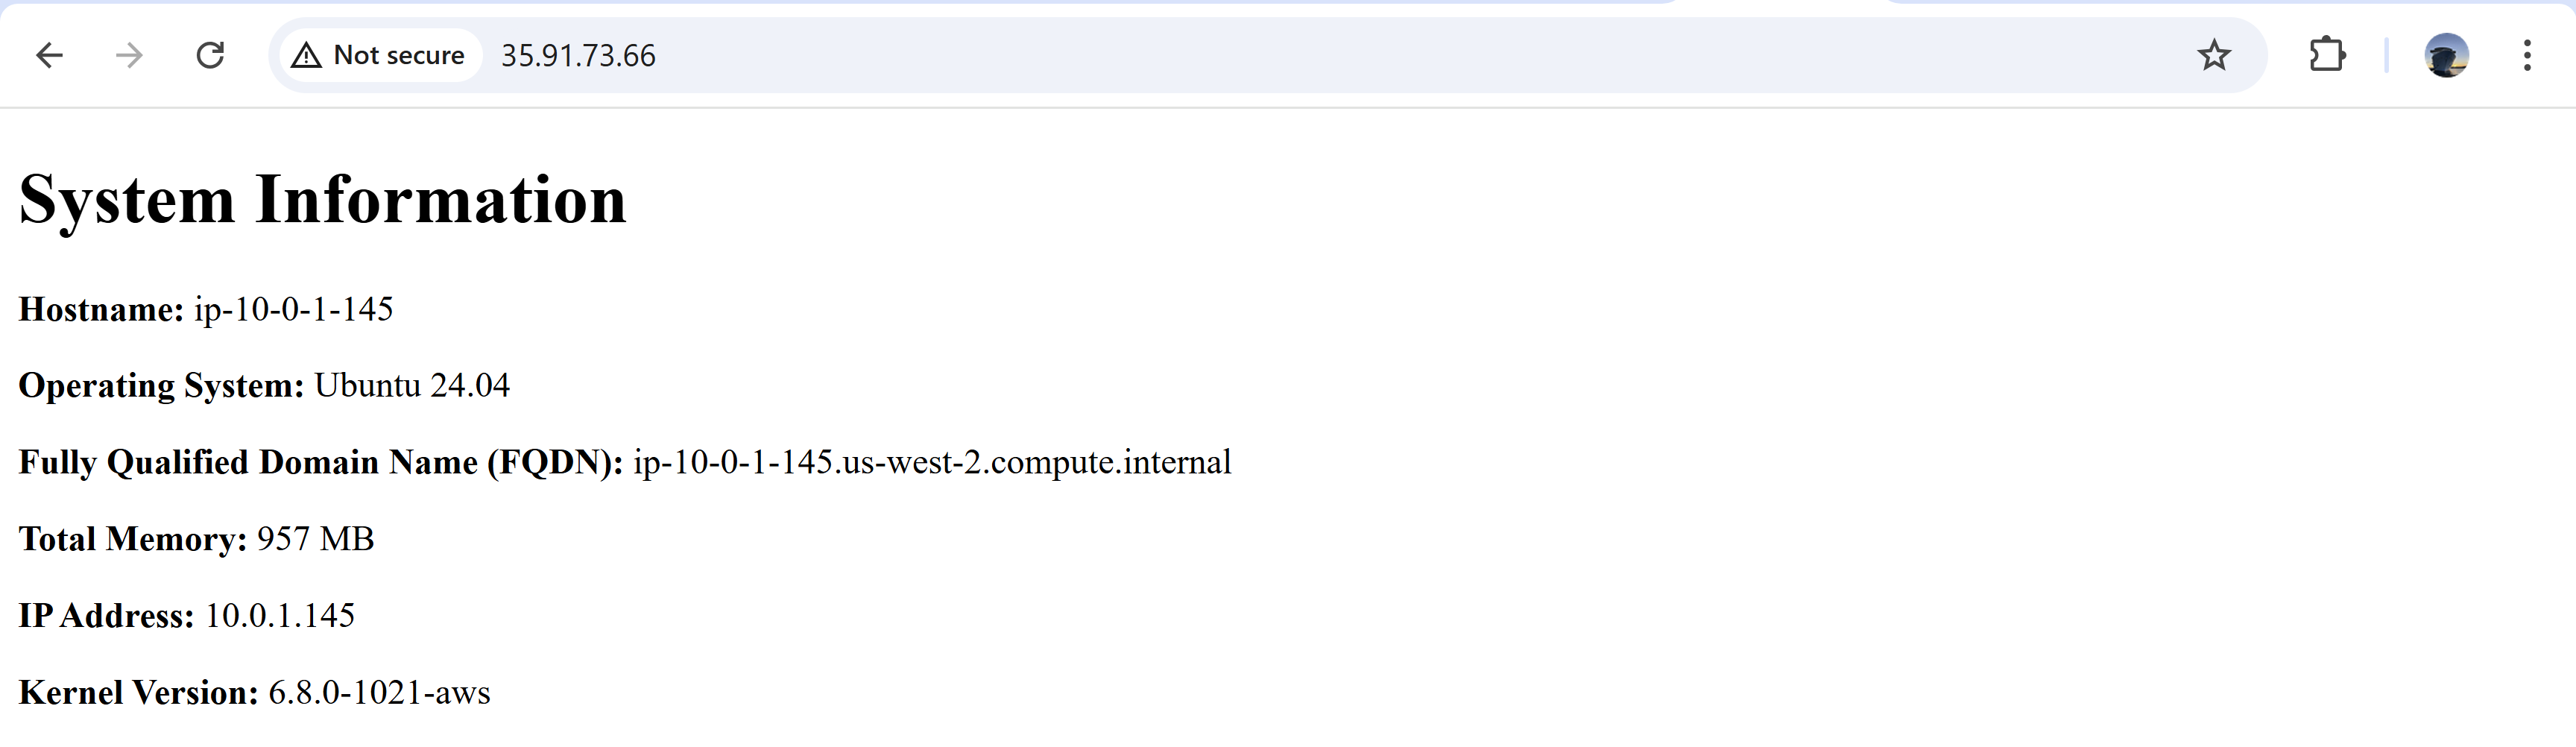 Not secure 35.91.73.66
System Information
Hostname: ip-10-0-1-145
Operating System: Ubuntu 24.04
Fully Qualified Domain Name (FQDN): ip-10-0-1-145.us-west-2.compute.internal
Total Memory: 957 MB
IP Address: 10.0.1.145
Kernel Version: 6.8.0-1021-aws